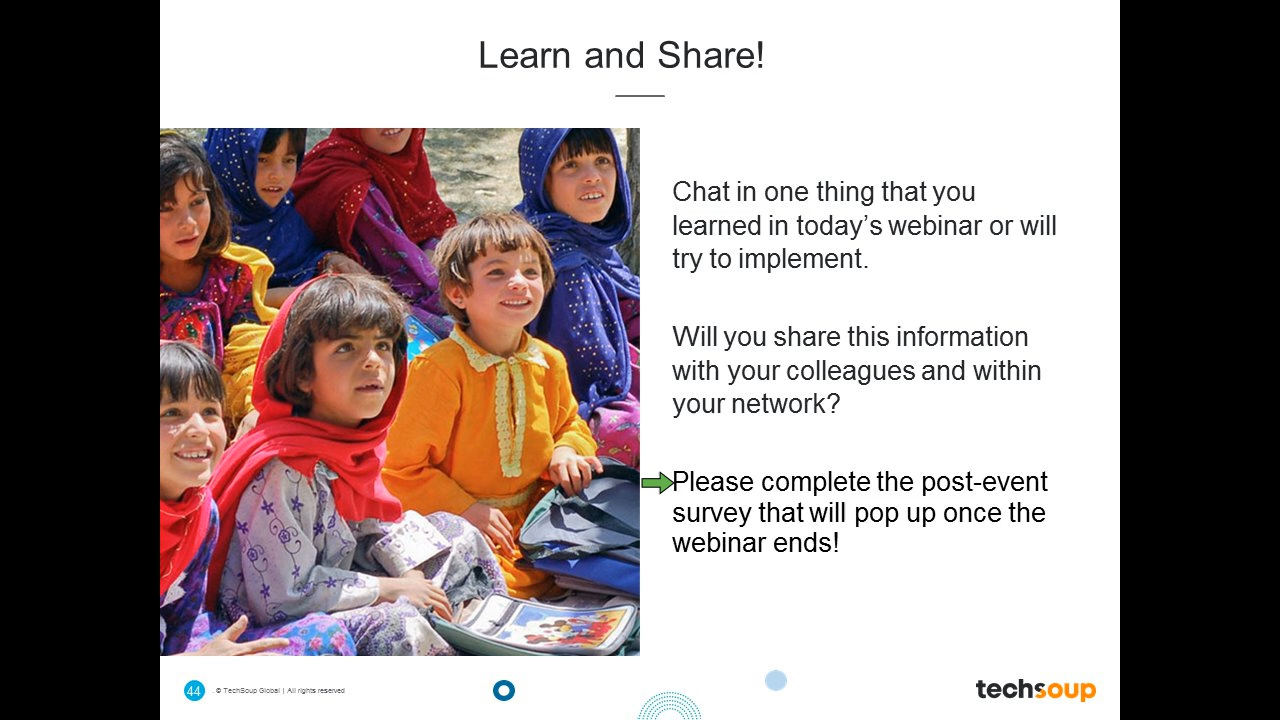 Learn and Share!
Chat in one thing that you
learned in today’s webinar or will
try to implement.
Will you share this information
with your colleagues and within
your network?
Please complete the post-event
survey that will pop up once the
webinar ends!
44
© TechSoup Global | All rights reserved
techsoup